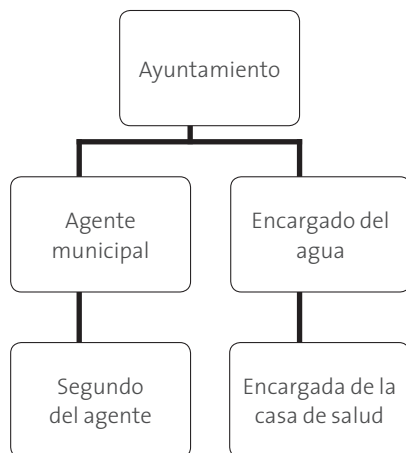 Ayuntamiento
Agente
municipal
Encargado del
agua
Segundo
del agente
Encargada de la
casa de salud